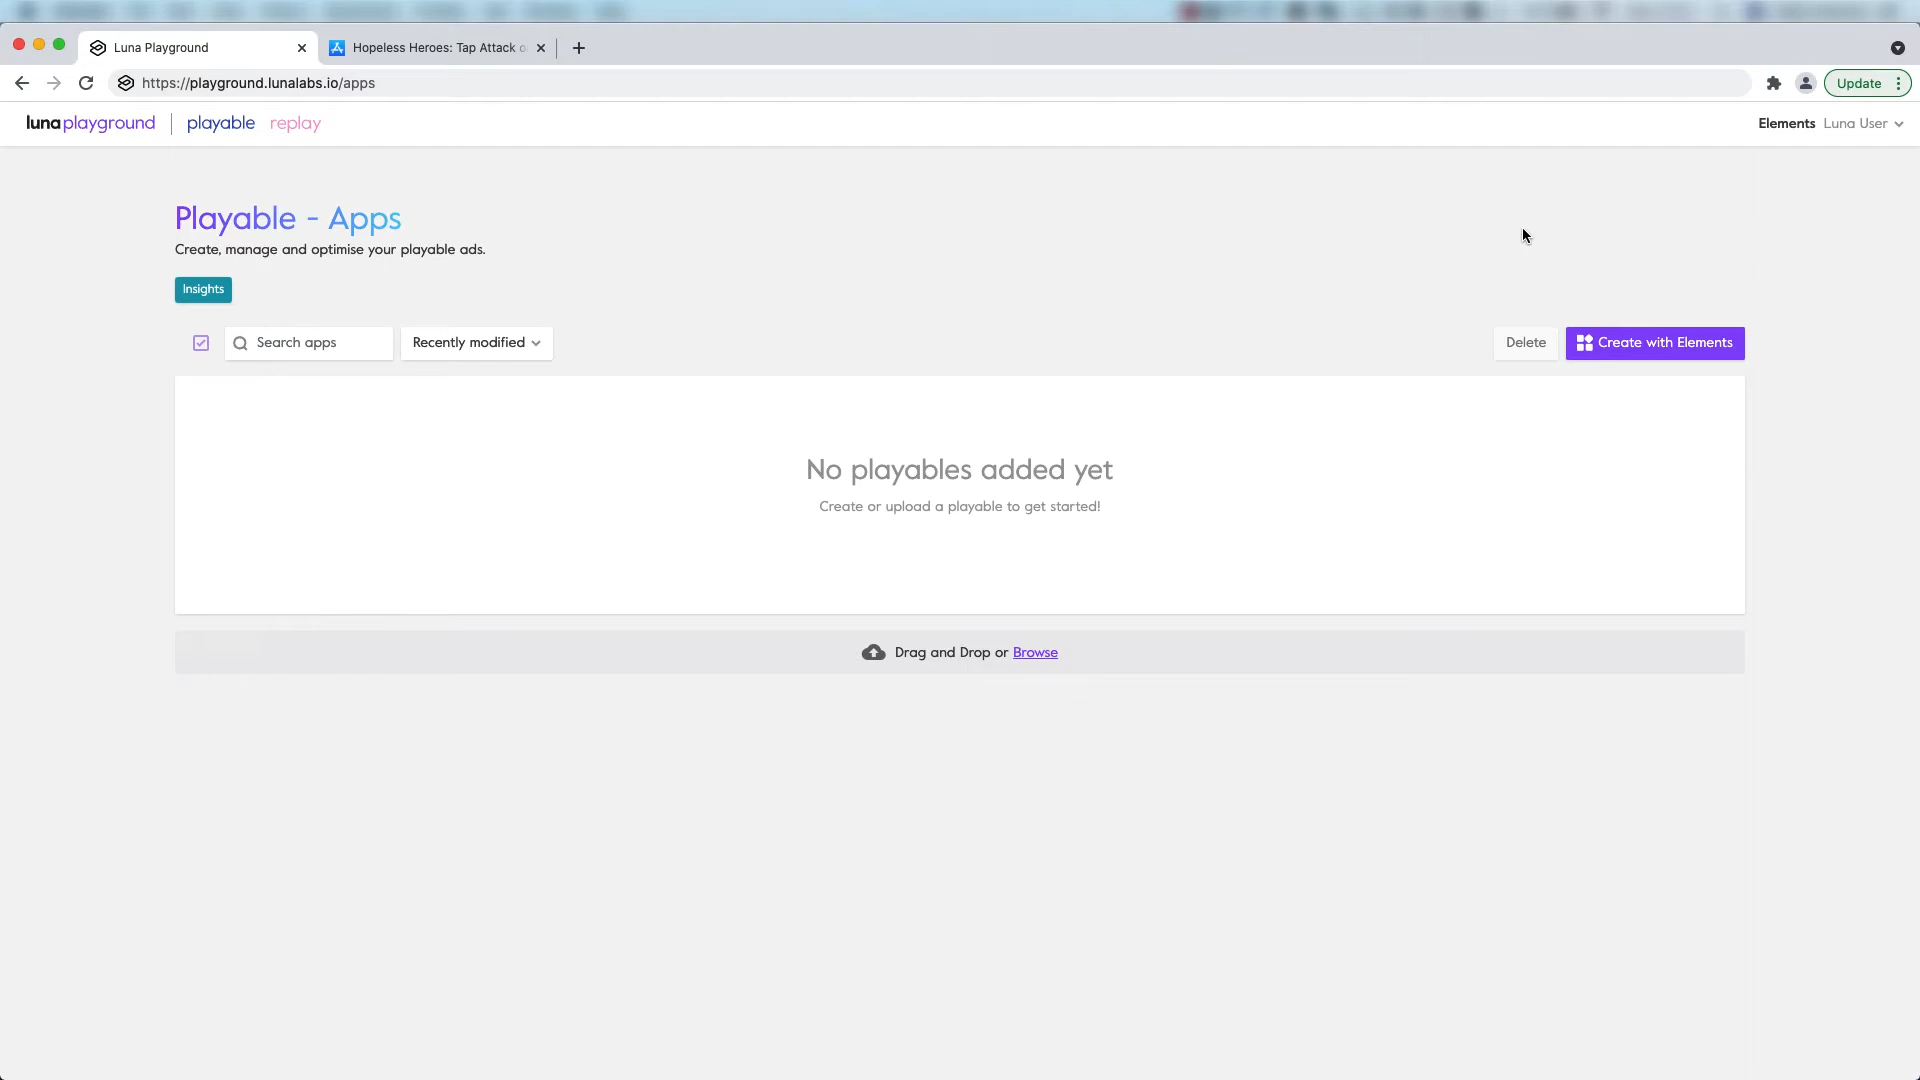 Luna Playground
Hopeless Heroes: Tap Attack o
https://playground.lunalabs.io/apps
Update
luna playground
playable
replay
Elements
Luna User
Playable - Apps
Create, manage and optimise your playable ads.
Insights
Search apps
Recently modified
Delete
Create with Elements
No playables added yet
Create or upload a playable to get started!
Drag and Drop or Browse